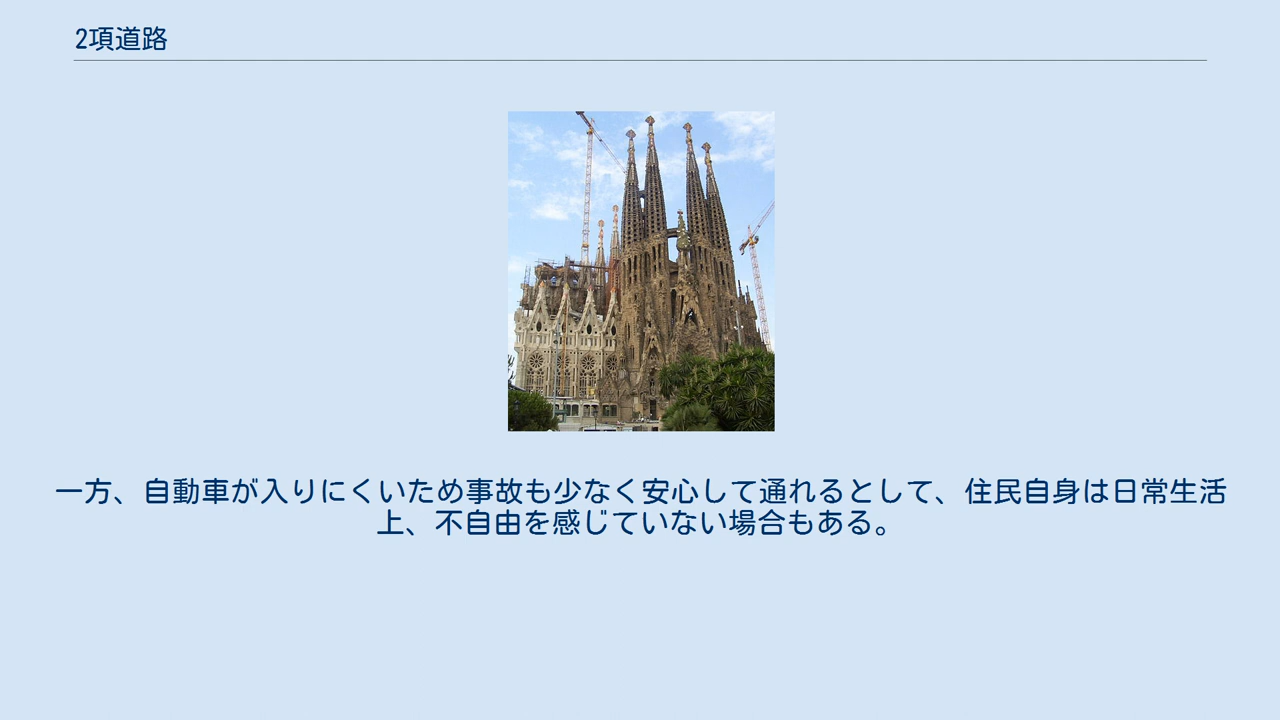 2項道路
一方、自動車が入りにくいため事故も少なく安心して通れるとして、住民自身は日常生活
上、不自由を感じていない場合もある。